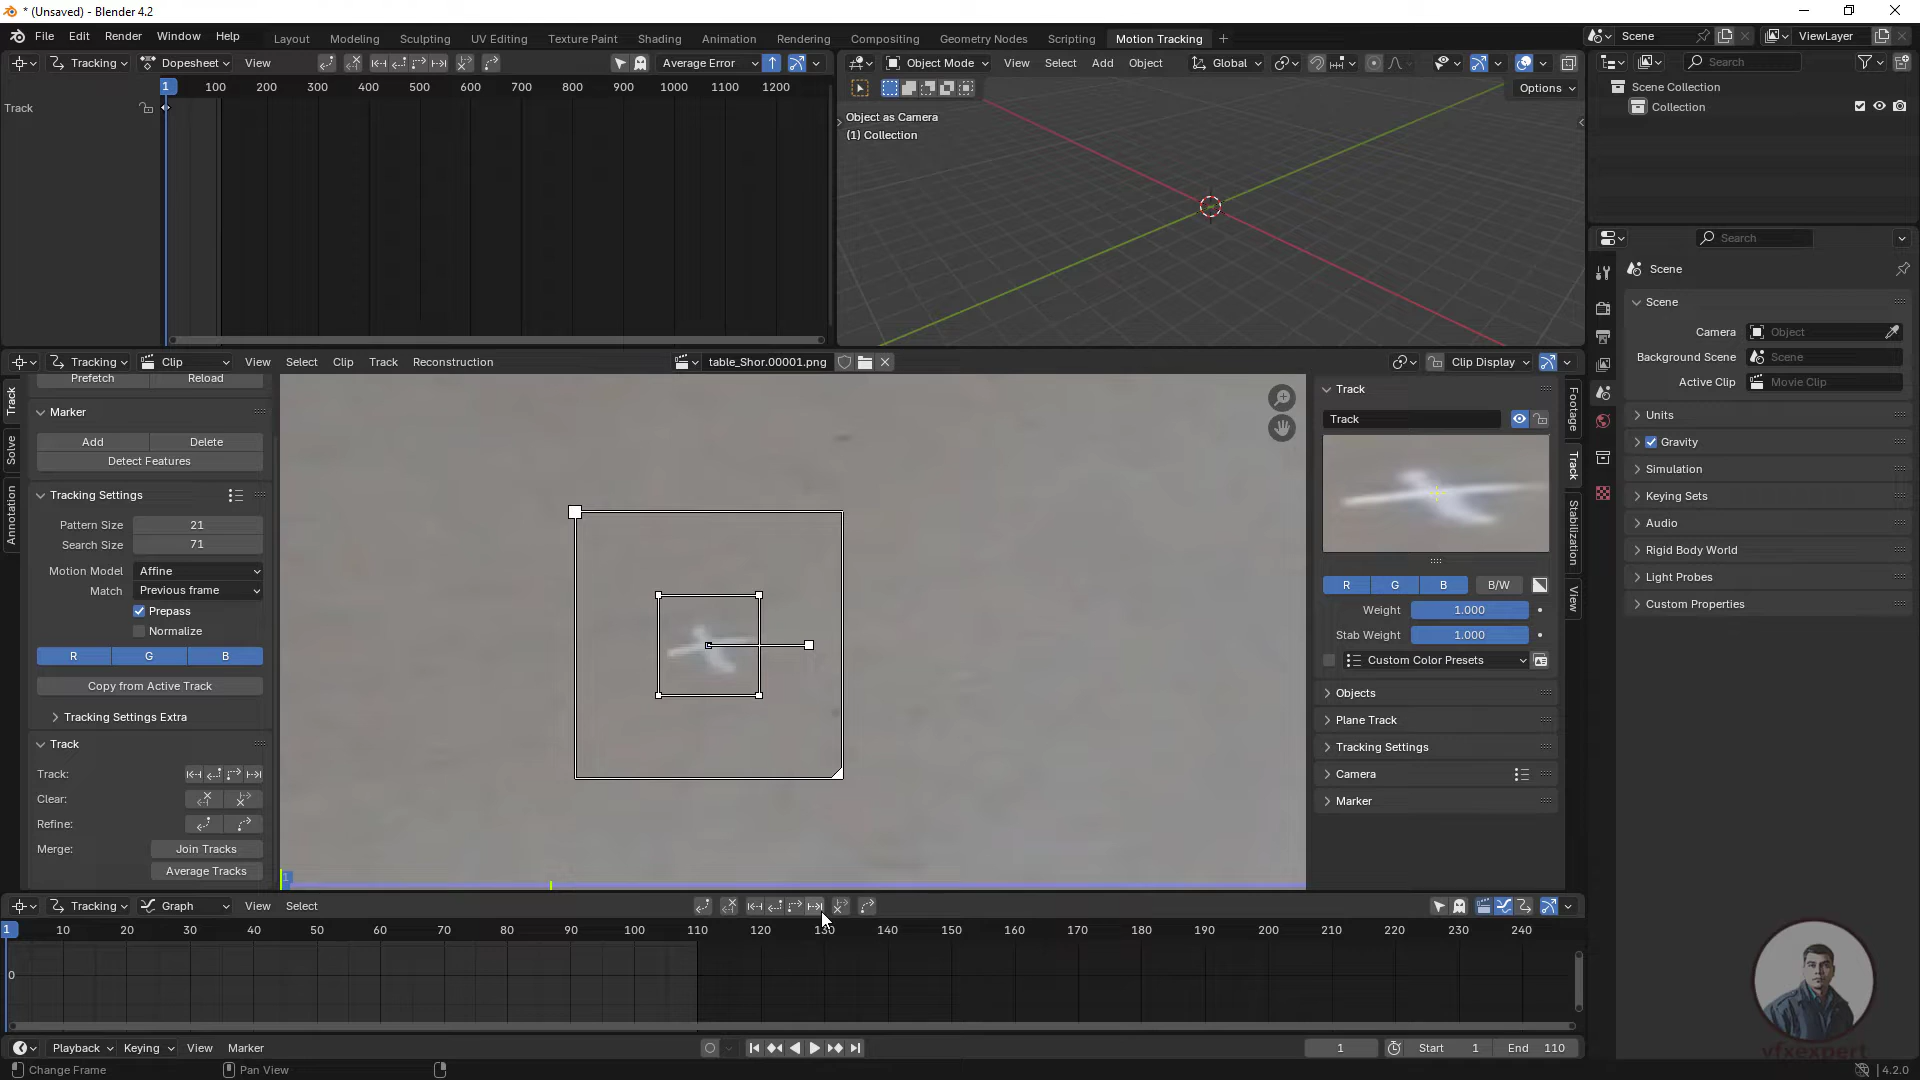 * (Unsaved) - Blender 4.2
File Edit Render Window Help Layout Modeling Sculpting UV Editing Texture Paint Shading Animation Rendering Compositing Geometry Nodes Scripting Motion Tracking + Scene ViewLayer
Tracking Dopesheet View Average Error Object Mode View Select Add Object Global Search
1 100 200 300 400 500 600 700 800 900 1000 1100 1200 Options Scene Collection
Track Collection
Object as Camera
(1) Collection
Search
Scene
Scene
Camera Object
Background Scene Scene
Active Clip Movie Clip
Units
Gravity
Simulation
Keying Sets
Audio
Rigid Body World
Light Probes
Custom Properties
Tracking Clip View Select Clip Track Reconstruction table_Shor.00001.png Clip Display
Track
Solve
Annotation
Prefetch Reload
Marker
Add Delete
Detect Features
Tracking Settings
Pattern Size 21
Search Size 71
Motion Model Affine
Match Previous frame
Prepass
Normalize
R G B
Copy from Active Track
Tracking Settings Extra
Track
Track:
Clear:
Refine:
Merge: Join Tracks
Average Tracks
1
Track
Track
R G B B/W
Weight 1.000
Stab Weight 1.000
Custom Color Presets
Objects
Plane Track
Tracking Settings
Camera
Marker
Footage
Track
Stabilization
View
Tracking Graph View Select
1 10 20 30 40 50 60 70 80 90 100 110 120 130 140 150 160 170 180 190 200 210 220 230 240
0
Playback Keying View Marker 1 Start 1 End 110
Change Frame Pan View 4.2.0
vfxexpert